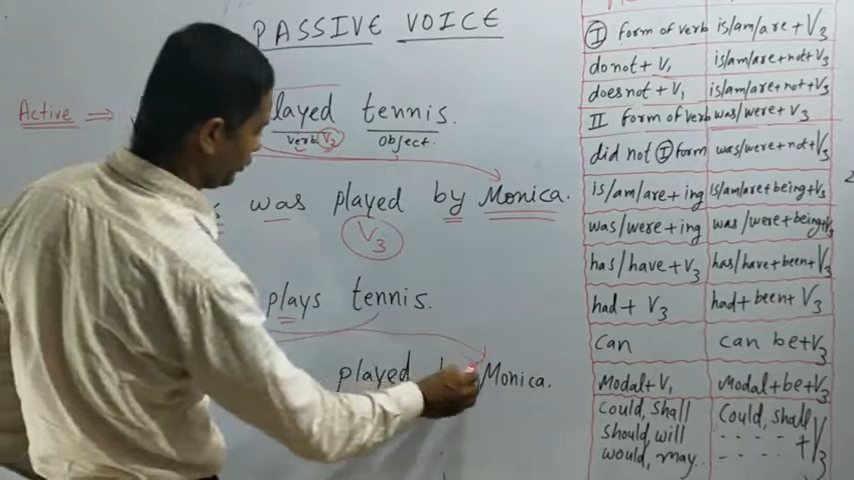 PASSIVE VOICE
Active ⇒ layed tennis.
verb V2 object.
was played by Monica.
V3
plays tennis.
played Monica.
I form of verb is/am/are + V3
do not + V1 is/am/are + not + V3
does not + V1 is/am/are + not + V3
II form of verb was/were + V3
did not I form was/were + not + V3
is/am/are + ing is/am/are + being + V3
was/were + ing was/were + being + V3
has/have + V3 has/have + been + V3
had + V3 had + been + V3
can can be + V3
Modal + V1 Modal + be + V3
Could, shall Could, shall
should, will + V3
would, may..